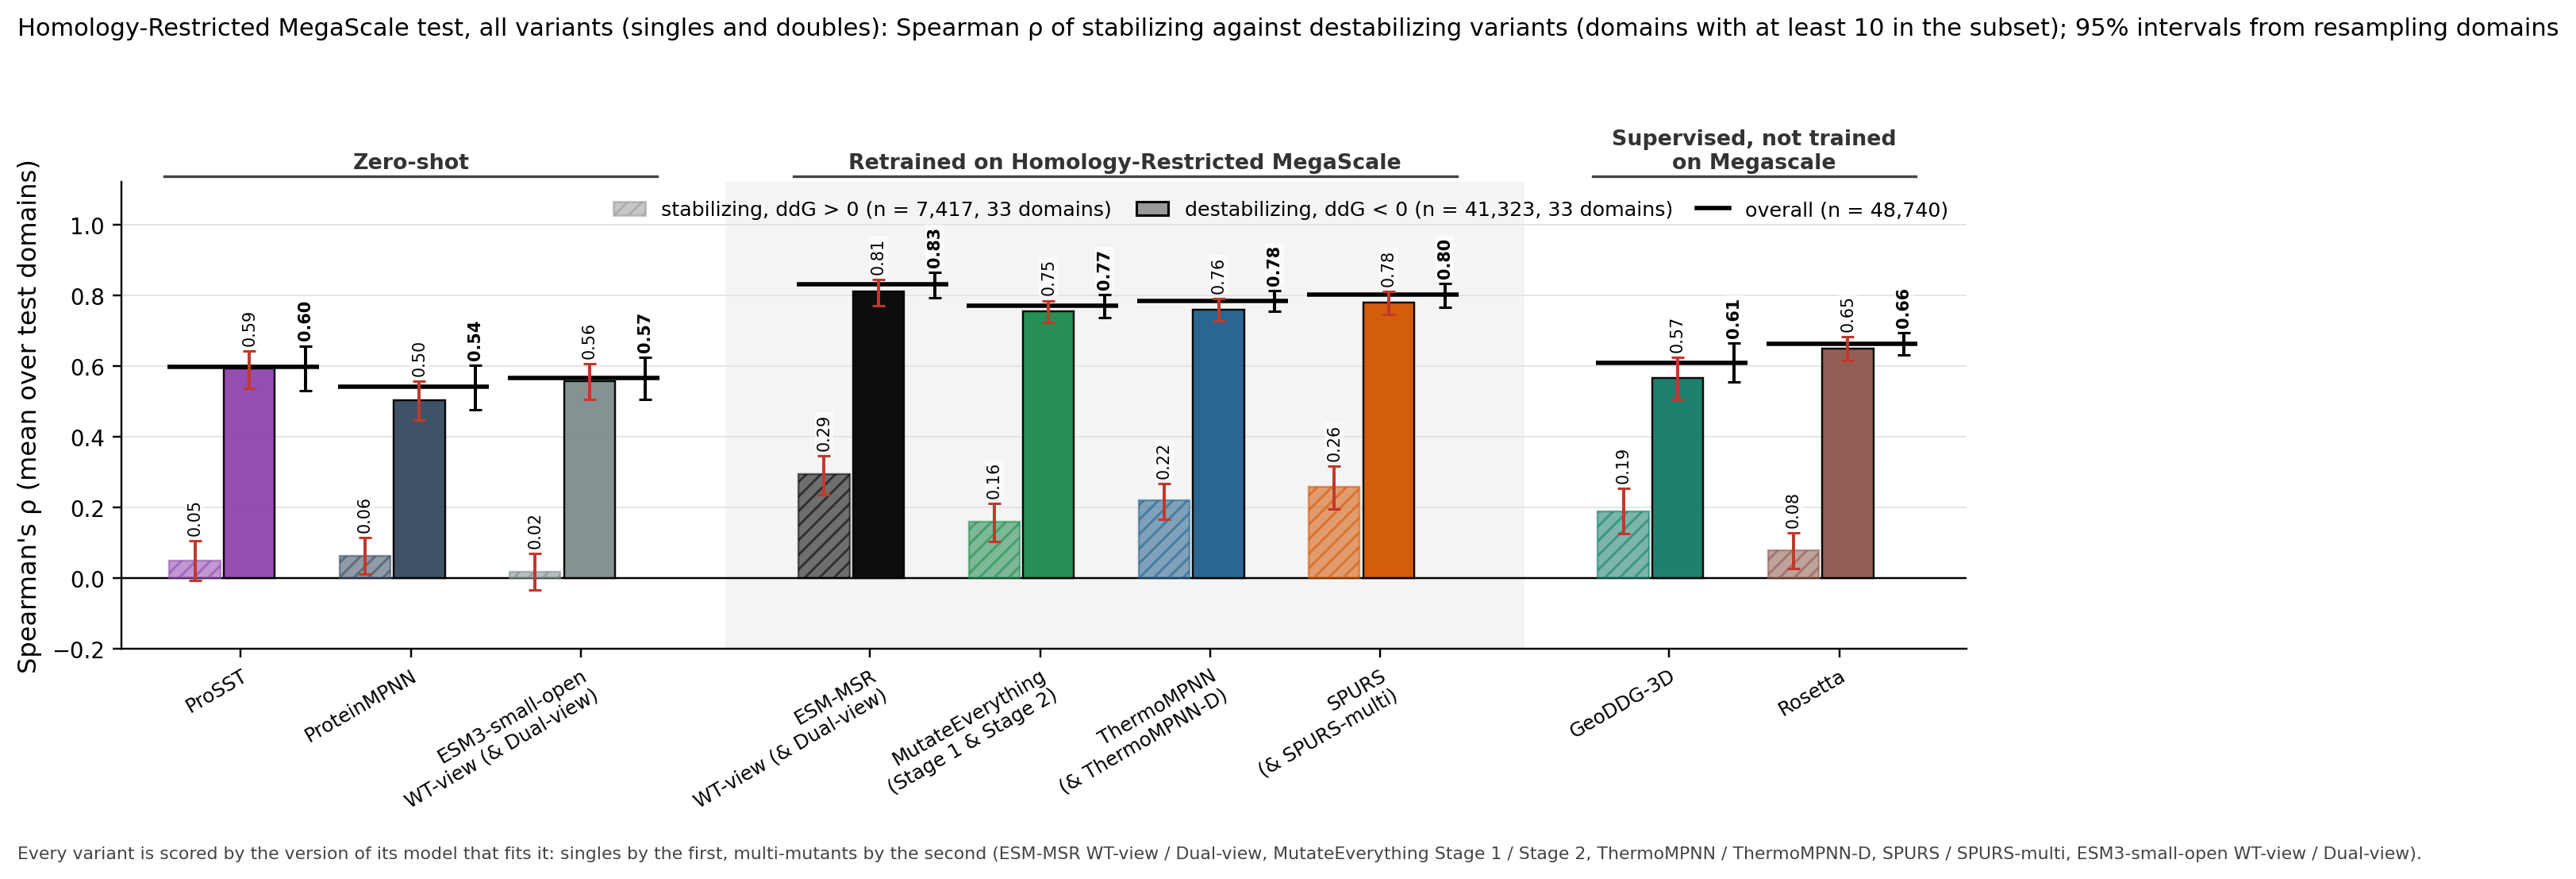 Homology-Restricted MegaScale test, all variants (singles and doubles): Spearman ρ of stabilizing against destabilizing variants (domains with at least 10 in the subset); 95% intervals from resampling domains
Zero-shot
Retrained on Homology-Restricted MegaScale
Supervised, not trained
on Megascale
stabilizing, ddG > 0 (n = 7,417, 33 domains)
destabilizing, ddG < 0 (n = 41,323, 33 domains)
overall (n = 48,740)
Spearman's ρ (mean over test domains)
1.0
0.8
0.6
0.4
0.2
0.0
−0.2
0.05
0.59
0.60
0.06
0.50
0.54
0.02
0.56
0.57
0.29
0.81
0.83
0.16
0.75
0.77
0.22
0.76
0.78
0.26
0.78
0.80
0.19
0.57
0.61
0.08
0.65
0.66
ProSST
ProteinMPNN
ESM3-small-open
WT-view (& Dual-view)
ESM-MSR
WT-view (& Dual-view)
MutateEverything
(Stage 1 & Stage 2)
ThermoMPNN
(& ThermoMPNN-D)
SPURS
(& SPURS-multi)
GeoDDG-3D
Rosetta
Every variant is scored by the version of its model that fits it: singles by the first, multi-mutants by the second (ESM-MSR WT-view / Dual-view, MutateEverything Stage 1 / Stage 2, ThermoMPNN / ThermoMPNN-D, SPURS / SPURS-multi, ESM3-small-open WT-view / Dual-view).